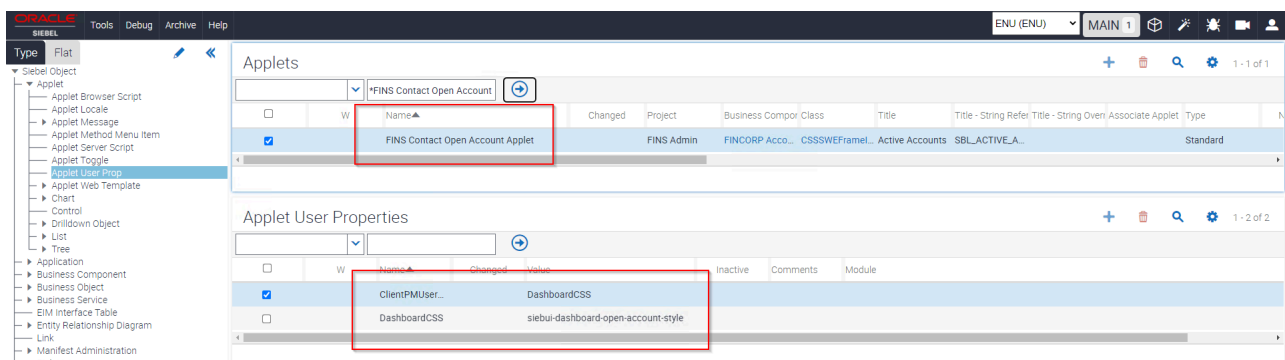 ORACLE
SIEBEL
Tools Debug Archive Help
ENU (ENU)
MAIN 1
Type Flat
Siebel Object
Applet
Applet Browser Script
Applet Locale
Applet Message
Applet Method Menu Item
Applet Server Script
Applet Toggle
Applet User Prop
Applet Web Template
Chart
Control
Drilldown Object
List
Tree
Application
Business Component
Business Object
Business Service
EIM Interface Table
Entity Relationship Diagram
Link
Manifest Administration
Applets
1 - 1 of 1
*FINS Contact Open Account
W Name Changed Project Business Compor Class Title Title - String Refer Title - String Overr Associate Applet Type N
FINS Contact Open Account Applet FINS Admin FINCORP Acco... CSSSWEFramel... Active Accounts SBL_ACTIVE_A... Standard
Applet User Properties
1 - 2 of 2
W Name Changed Value Inactive Comments Module
ClientPMUser... DashboardCSS
DashboardCSS siebui-dashboard-open-account-style